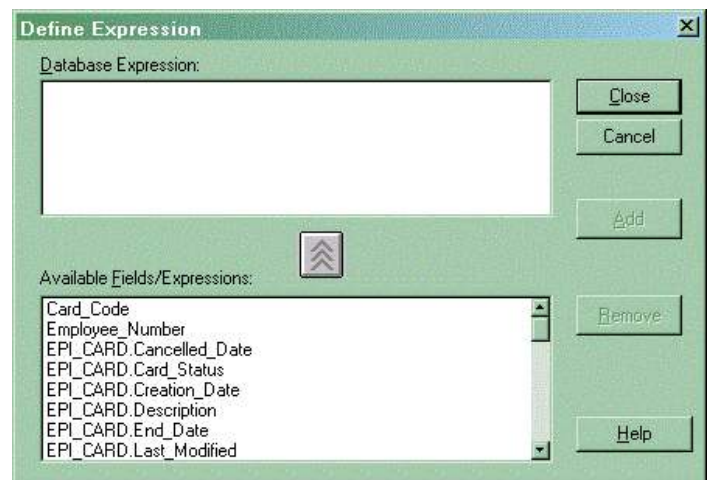 Define Expression
Database Expression:
Close
Cancel
Add
Available Fields/Expressions:
Card_Code
Employee_Number
EPI_CARD.Cancelled_Date
EPI_CARD.Card_Status
EPI_CARD.Creation_Date
EPI_CARD.Description
EPI_CARD.End_Date
EPI_CARD.Last_Modified
Remove
Help